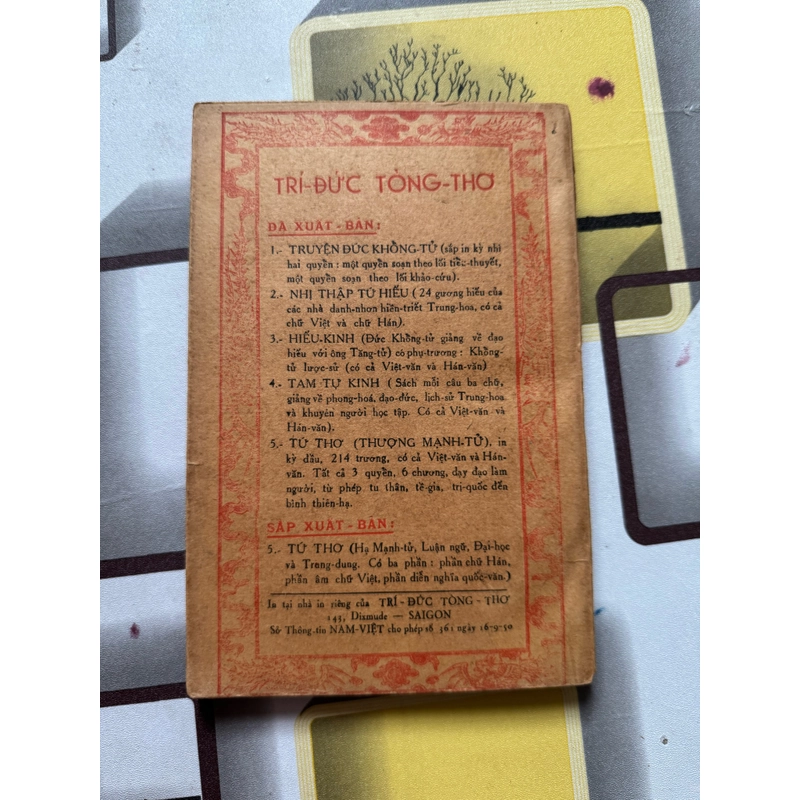 TRÍ-ĐỨC TÒNG-THƠ
ĐÃ XUẤT-BẢN:
1.- TRUYỆN ĐỨC KHỔNG-TỬ (sắp in kỳ nhì
hai quyển: một quyển soạn theo lối tiểu-thuyết,
một quyển soạn theo lối khảo-cứu).
2.- NHỊ THẬP TỨ HIẾU (24 gương hiếu của
các nhà danh-nhơn hiền-triết Trung-hoa, có cả
chữ Việt và chữ Hán).
3.- HIẾU-KINH (Đức Khổng-tử giảng về đạo
hiếu với ông Tăng-tử) có phụ-trương: Khổng-
tử lược-sử (có cả Việt-văn và Hán-văn)
4.- TAM TỰ KINH (Sách mỗi câu ba chữ,
giảng về phong-hoá, đạo-đức, lịch-sử Trung-hoa
và khuyên người học tập. Có cả Việt-văn và
Hán-văn).
5.- TỨ THƠ (THƯỢNG MẠNH-TỬ), in
kỳ đầu, 214 trương, có cả Việt-văn và Hán-
văn. Tất cả 3 quyển, 6 chương, dạy đạo làm
người, từ phép tu thân, tề-gia, trị-quốc đến
bình thiên-hạ.
SẮP XUẤT-BẢN:
5.- TỨ THƠ (Hạ Mạnh-tử, Luận ngữ, Đại-học
và Trung-dung. Có ba phần: phần chữ Hán,
phần âm chữ Việt, phần diễn nghĩa quốc-văn.)
In tại nhà in riêng của TRÍ-ĐỨC TÒNG-THƠ
143, Dixmude — SAIGON
Sở Thông-tin NAM-VIỆT cho phép ngày 16-9-50